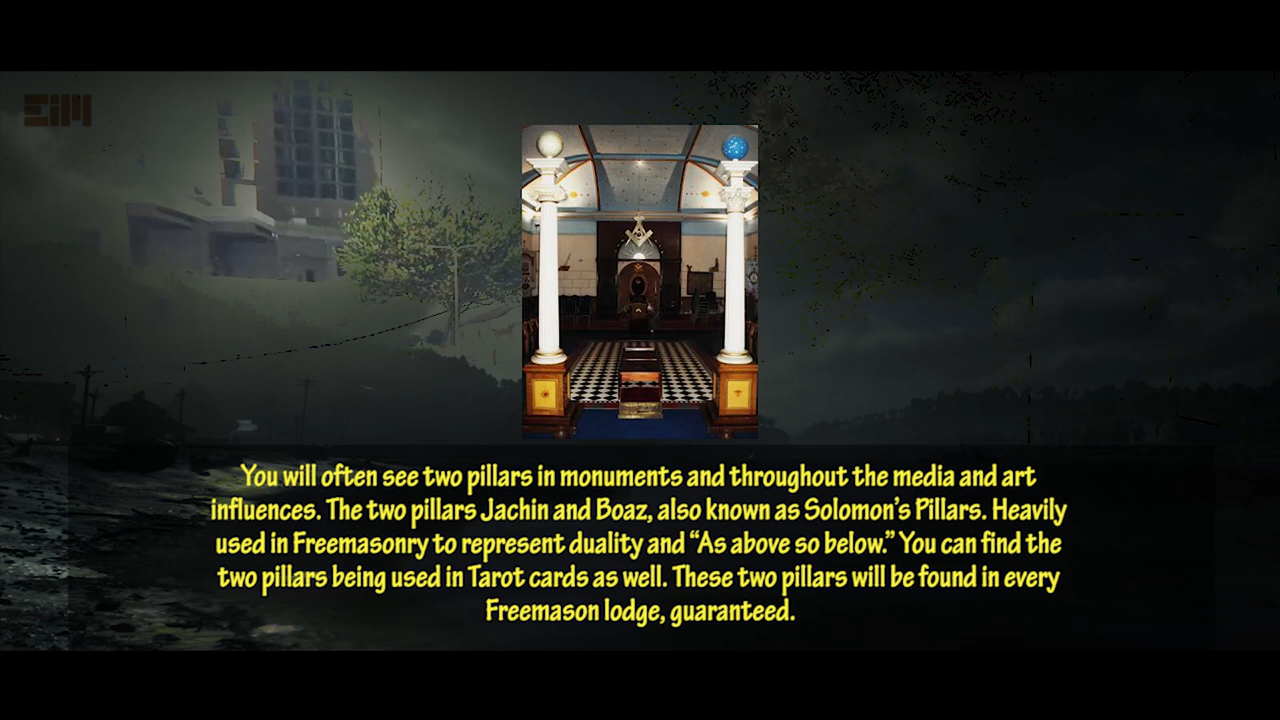 EIM
You will often see two pillars in monuments and throughout the media and art
influences. The two pillars Jachin and Boaz, also known as Solomon's Pillars. Heavily
used in Freemasonry to represent duality and “As above so below.” You can find the
two pillars being used in Tarot cards as well. These two pillars will be found in every
Freemason lodge, guaranteed.